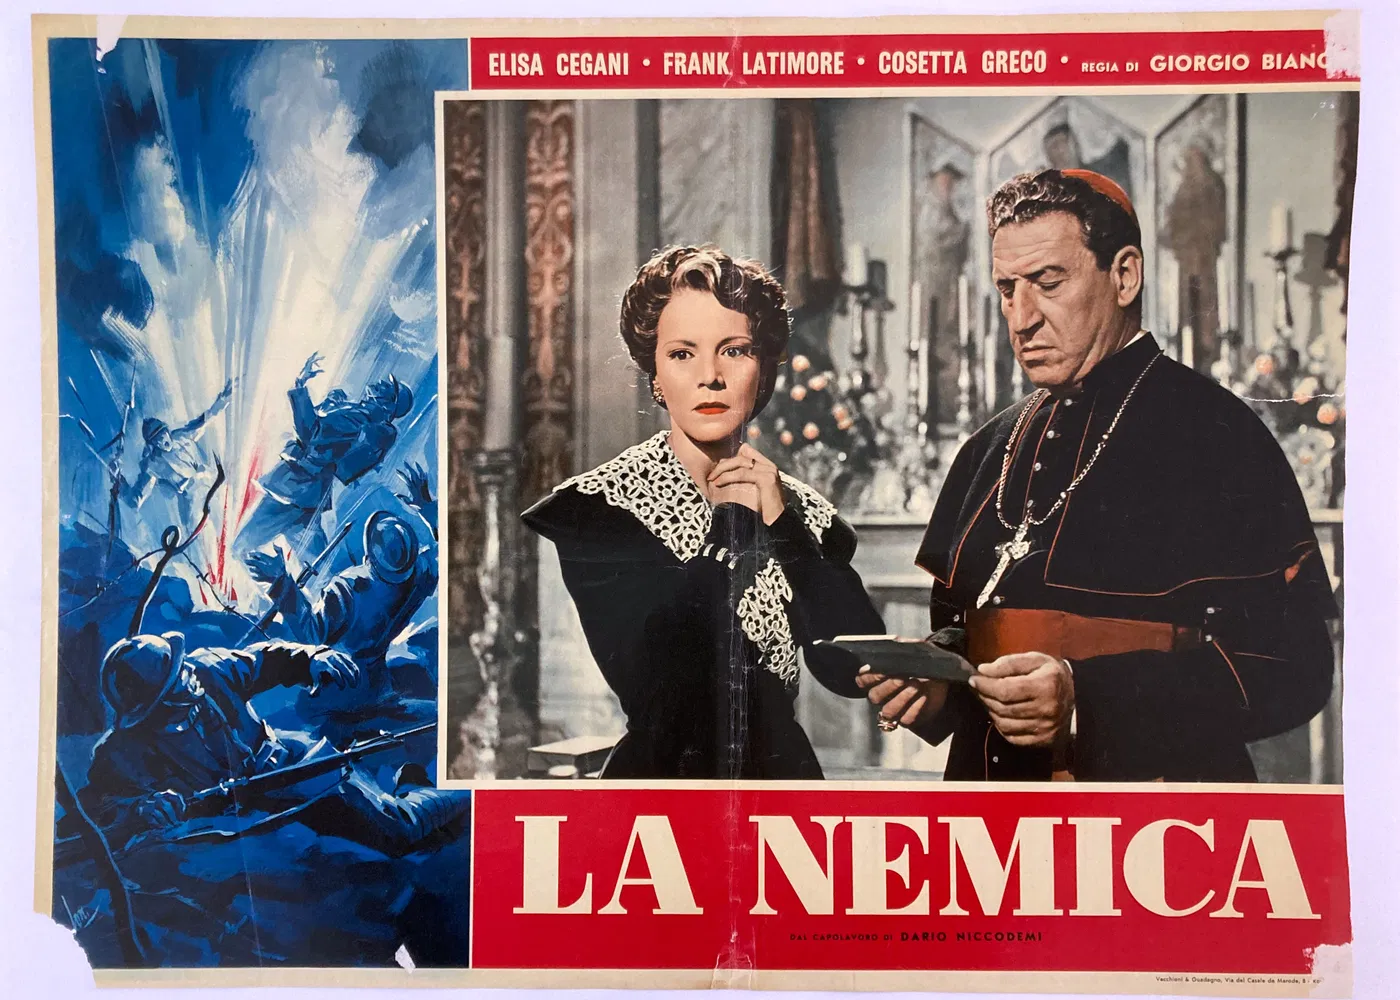 ELISA CEGANI • FRANK LATIMORE • COSETTA GRECO • REGIA DI GIORGIO BIANC
LA NEMICA
DAL CAPOLAVORO DI DARIO NICCODEMI
Vecchioni & Guadagno, Via del Casale de Merode, 8